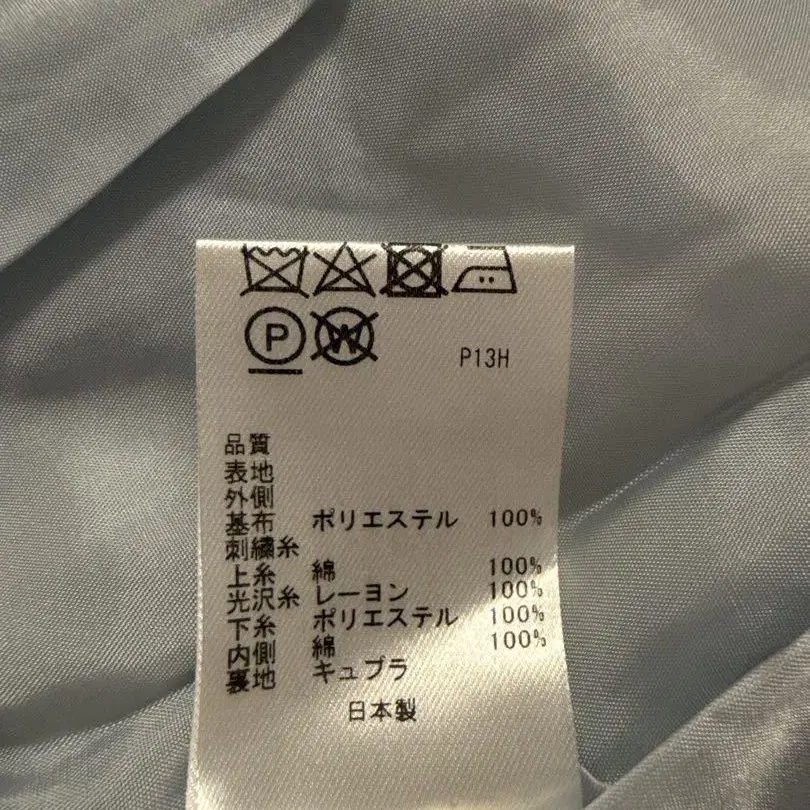 P W P13H
品質
表地
外側
基布 ポリエステル 100%
刺繍糸
上糸 綿 100%
光沢糸 レーヨン 100%
下糸 ポリエステル 100%
内側 綿 100%
裏地 キュプラ
日本製